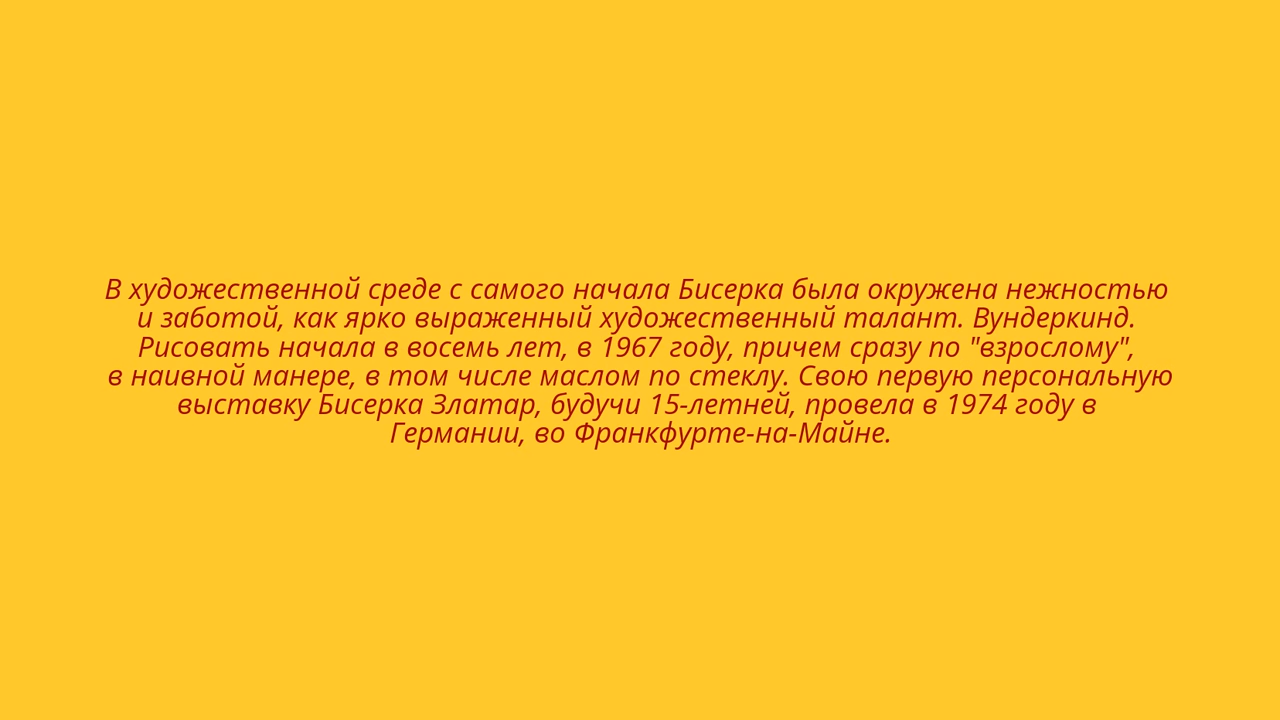 В художественной среде с самого начала Бисерка была окружена нежностью
и заботой, как ярко выраженный художественный талант. Вундеркинд.
Рисовать начала в восемь лет, в 1967 году, причем сразу по "взрослому",
в наивной манере, в том числе маслом по стеклу. Свою первую персональную
выставку Бисерка Златар, будучи 15-летней, провела в 1974 году в
Германии, во Франкфурте-на-Майне.